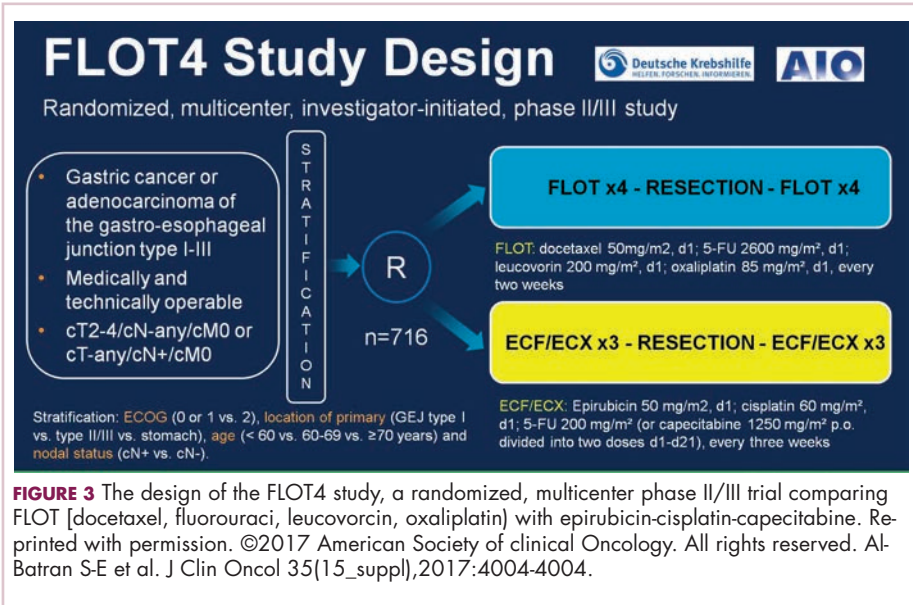 FLOT4 Study Design
Deutsche Krebshilfe
HELFEN. FORSCHEN. INFORMIEREN.
AIO
Randomized, multicenter, investigator-initiated, phase II/III study
• Gastric cancer or
adenocarcinoma of
the gastro-esophageal
junction type I-III
• Medically and
technically operable
• cT2-4/cN-any/cM0 or
cT-any/cN+/cM0
STRATIFICATION
R
n=716
FLOT x4 - RESECTION - FLOT x4
FLOT: docetaxel 50mg/m2, d1; 5-FU 2600 mg/m², d1;
leucovorin 200 mg/m², d1; oxaliplatin 85 mg/m², d1, every
two weeks
ECF/ECX x3 - RESECTION - ECF/ECX x3
ECF/ECX: Epirubicin 50 mg/m2, d1; cisplatin 60 mg/m²,
d1; 5-FU 200 mg/m² (or capecitabine 1250 mg/m² p.o.
divided into two doses d1-d21), every three weeks
Stratification: ECOG (0 or 1 vs. 2), location of primary (GEJ type I
vs. type II/III vs. stomach), age (< 60 vs. 60-69 vs. ≥70 years) and
nodal status (cN+ vs. cN-).
FIGURE 3 The design of the FLOT4 study, a randomized, multicenter phase II/III trial comparing
FLOT [docetaxel, fluorouraci, leucovorcin, oxaliplatin) with epirubicin-cisplatin-capecitabine. Re-
printed with permission. ©2017 American Society of clinical Oncology. All rights reserved. Al-
Batran S-E et al. J Clin Oncol 35(15_suppl),2017:4004-4004.